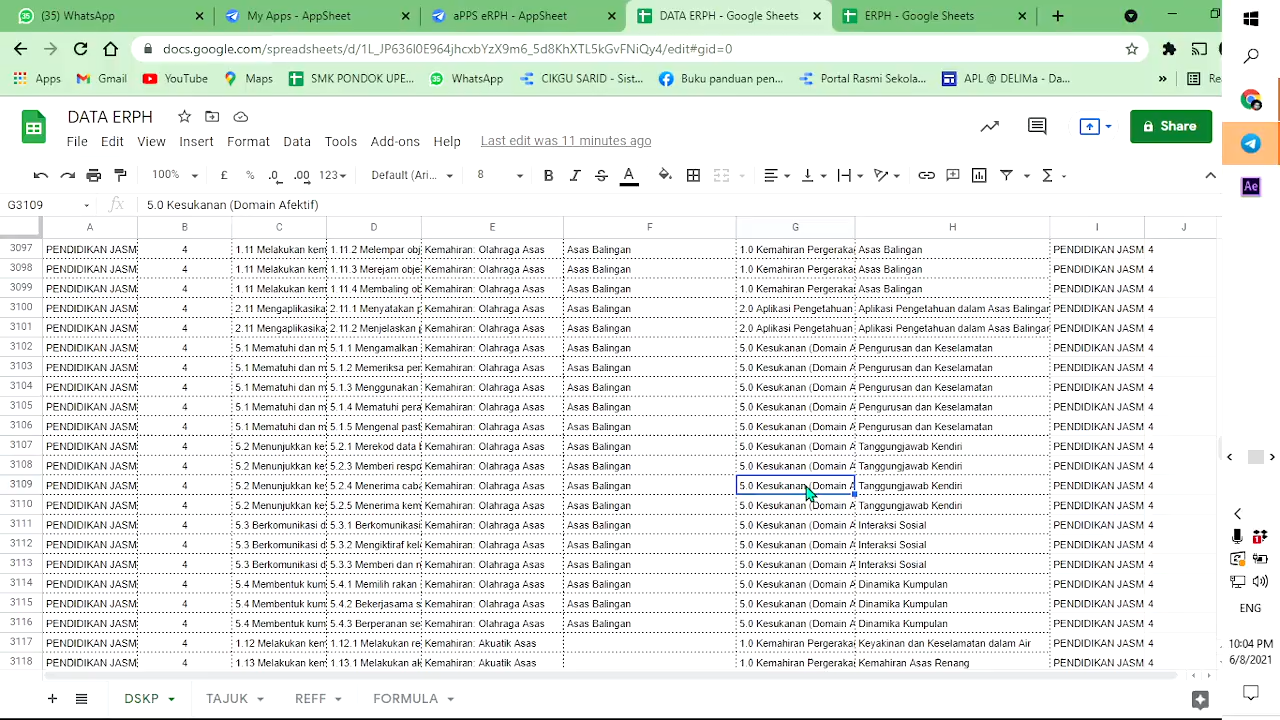 (35) WhatsApp × My Apps - AppSheet × aPPS eRPH - AppSheet × DATA ERPH - Google Sheets × ERPH - Google Sheets × +
docs.google.com/spreadsheets/d/1L_JP636I0E964jhcxbYzX9m6_5d8KhXTL5kGvFNiQy4/edit#gid=0
Apps Gmail YouTube Maps SMK PONDOK UPE... WhatsApp CIKGU SARID - Sist... Buku panduan pen... Portal Rasmi Sekola... APL @ DELIMa - Da... » Re
DATA ERPH
File Edit View Insert Format Data Tools Add-ons Help Last edit was 11 minutes ago Share
100% £ % .0 .00 123 Default (Ari... 8 B I S A Σ
G3109 fx 5.0 Kesukanan (Domain Afektif)
A B C D E F G H I J
3097 PENDIDIKAN JASM 4 1.11 Melakukan kem 1.11.2 Melempar obj Kemahiran: Olahraga Asas Asas Balingan 1.0 Kemahiran Pergeraka Asas Balingan PENDIDIKAN JASM 4
3098 PENDIDIKAN JASM 4 1.11 Melakukan kem 1.11.3 Merejam obje Kemahiran: Olahraga Asas Asas Balingan 1.0 Kemahiran Pergeraka Asas Balingan PENDIDIKAN JASM 4
3099 PENDIDIKAN JASM 4 1.11 Melakukan kem 1.11.4 Membaling ob Kemahiran: Olahraga Asas Asas Balingan 1.0 Kemahiran Pergeraka Asas Balingan PENDIDIKAN JASM 4
3100 PENDIDIKAN JASM 4 2.11 Mengaplikasika 2.11.1 Menyatakan p Kemahiran: Olahraga Asas Asas Balingan 2.0 Aplikasi Pengetahuan Aplikasi Pengetahuan dalam Asas Balingar PENDIDIKAN JASM 4
3101 PENDIDIKAN JASM 4 2.11 Mengaplikasika 2.11.2 Menjelaskan p Kemahiran: Olahraga Asas Asas Balingan 2.0 Aplikasi Pengetahuan Aplikasi Pengetahuan dalam Asas Balingar PENDIDIKAN JASM 4
3102 PENDIDIKAN JASM 4 5.1 Mematuhi dan m 5.1.1 Mengamalkan Kemahiran: Olahraga Asas Asas Balingan 5.0 Kesukanan (Domain A Pengurusan dan Keselamatan PENDIDIKAN JASM 4
3103 PENDIDIKAN JASM 4 5.1 Mematuhi dan m 5.1.2 Memeriksa per Kemahiran: Olahraga Asas Asas Balingan 5.0 Kesukanan (Domain A Pengurusan dan Keselamatan PENDIDIKAN JASM 4
3104 PENDIDIKAN JASM 4 5.1 Mematuhi dan m 5.1.3 Menggunakan Kemahiran: Olahraga Asas Asas Balingan 5.0 Kesukanan (Domain A Pengurusan dan Keselamatan PENDIDIKAN JASM 4
3105 PENDIDIKAN JASM 4 5.1 Mematuhi dan m 5.1.4 Mematuhi pera Kemahiran: Olahraga Asas Asas Balingan 5.0 Kesukanan (Domain A Pengurusan dan Keselamatan PENDIDIKAN JASM 4
3106 PENDIDIKAN JASM 4 5.1 Mematuhi dan m 5.1.5 Mengenal past Kemahiran: Olahraga Asas Asas Balingan 5.0 Kesukanan (Domain A Pengurusan dan Keselamatan PENDIDIKAN JASM 4
3107 PENDIDIKAN JASM 4 5.2 Menunjukkan ke 5.2.1 Merekod data Kemahiran: Olahraga Asas Asas Balingan 5.0 Kesukanan (Domain A Tanggungjawab Kendiri PENDIDIKAN JASM 4
3108 PENDIDIKAN JASM 4 5.2 Menunjukkan ke 5.2.3 Memberi respo Kemahiran: Olahraga Asas Asas Balingan 5.0 Kesukanan (Domain A Tanggungjawab Kendiri PENDIDIKAN JASM 4
3109 PENDIDIKAN JASM 4 5.2 Menunjukkan ke 5.2.4 Menerima caba Kemahiran: Olahraga Asas Asas Balingan 5.0 Kesukanan (Domain A Tanggungjawab Kendiri PENDIDIKAN JASM 4
3110 PENDIDIKAN JASM 4 5.2 Menunjukkan ke 5.2.5 Menerima kem Kemahiran: Olahraga Asas Asas Balingan 5.0 Kesukanan (Domain A Tanggungjawab Kendiri PENDIDIKAN JASM 4
3111 PENDIDIKAN JASM 4 5.3 Berkomunikasi d 5.3.1 Berkomunikas Kemahiran: Olahraga Asas Asas Balingan 5.0 Kesukanan (Domain A Interaksi Sosial PENDIDIKAN JASM 4
3112 PENDIDIKAN JASM 4 5.3 Berkomunikasi d 5.3.2 Mengiktiraf kela Kemahiran: Olahraga Asas Asas Balingan 5.0 Kesukanan (Domain A Interaksi Sosial PENDIDIKAN JASM 4
3113 PENDIDIKAN JASM 4 5.3 Berkomunikasi d 5.3.3 Memberi dan m Kemahiran: Olahraga Asas Asas Balingan 5.0 Kesukanan (Domain A Interaksi Sosial PENDIDIKAN JASM 4
3114 PENDIDIKAN JASM 4 5.4 Membentuk kum 5.4.1 Memilih rakan Kemahiran: Olahraga Asas Asas Balingan 5.0 Kesukanan (Domain A Dinamika Kumpulan PENDIDIKAN JASM 4
3115 PENDIDIKAN JASM 4 5.4 Membentuk kum 5.4.2 Bekerjasama s Kemahiran: Olahraga Asas Asas Balingan 5.0 Kesukanan (Domain A Dinamika Kumpulan PENDIDIKAN JASM 4
3116 PENDIDIKAN JASM 4 5.4 Membentuk kum 5.4.3 Berperanan se Kemahiran: Olahraga Asas Asas Balingan 5.0 Kesukanan (Domain A Dinamika Kumpulan PENDIDIKAN JASM 4
3117 PENDIDIKAN JASM 4 1.12 Melakukan kem 1.12.1 Melakukan re Kemahiran: Akuatik Asas 1.0 Kemahiran Pergeraka Keyakinan dan Keselamatan dalam Air PENDIDIKAN JASM 4
3118 PENDIDIKAN JASM 4 1.13 Melakukan kem 1.13.1 Melakukan ak Kemahiran: Akuatik Asas 1.0 Kemahiran Pergeraka Kemahiran Asas Renang PENDIDIKAN JASM 4
DSKP TAJUK REFF FORMULA
Ae
ENG
10:04 PM
6/8/2021